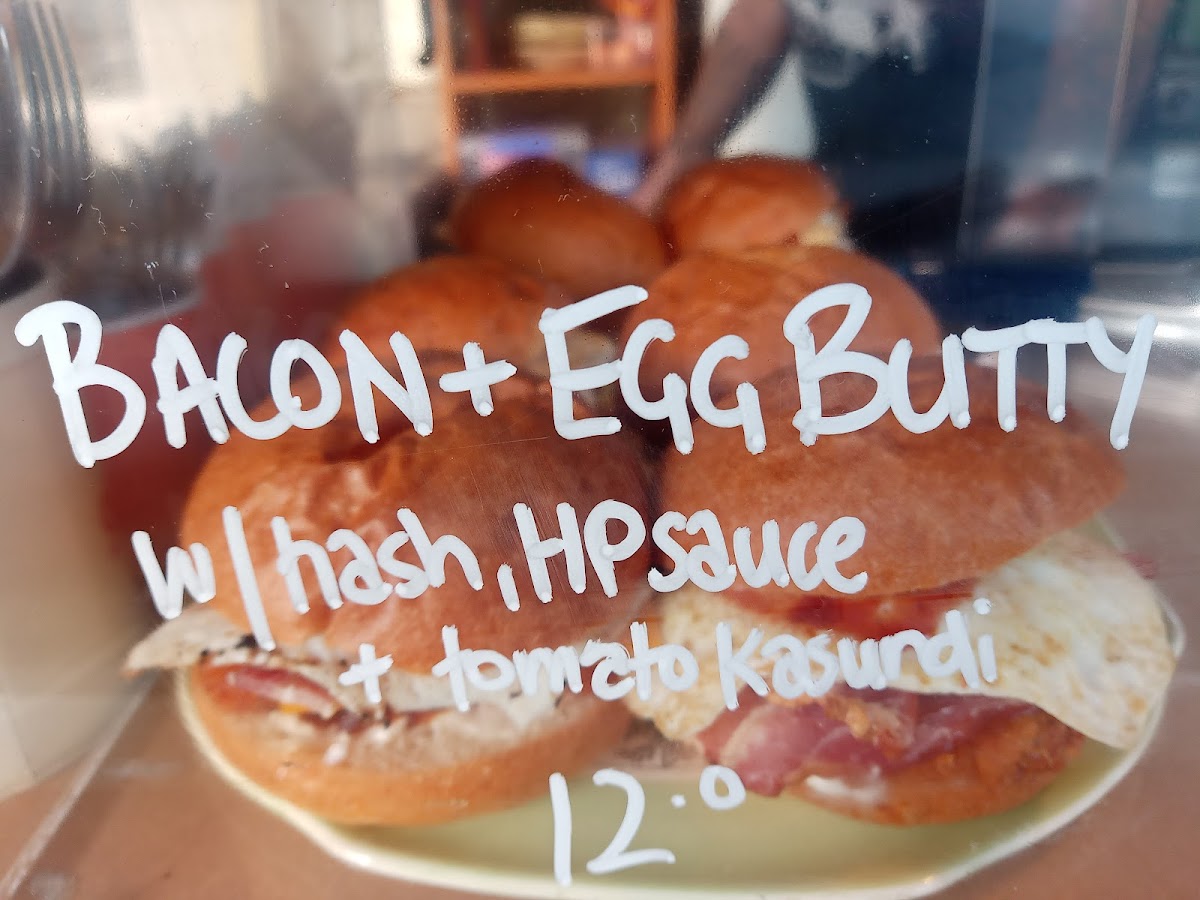 BACON + EGG BUTTY
w/ hash, HP sauce
+ tomato Kasundi
12.0